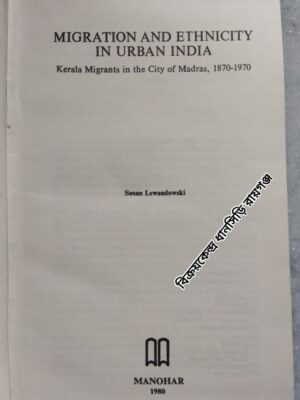 MIGRATION AND ETHNICITY
IN URBAN INDIA
Kerala Migrants in the City of Madras, 1870-1970
Susan Lewandowski
বিক্রয়কেন্দ্র ধানসিড়ি রায়গঞ্জ
MANOHAR
1980